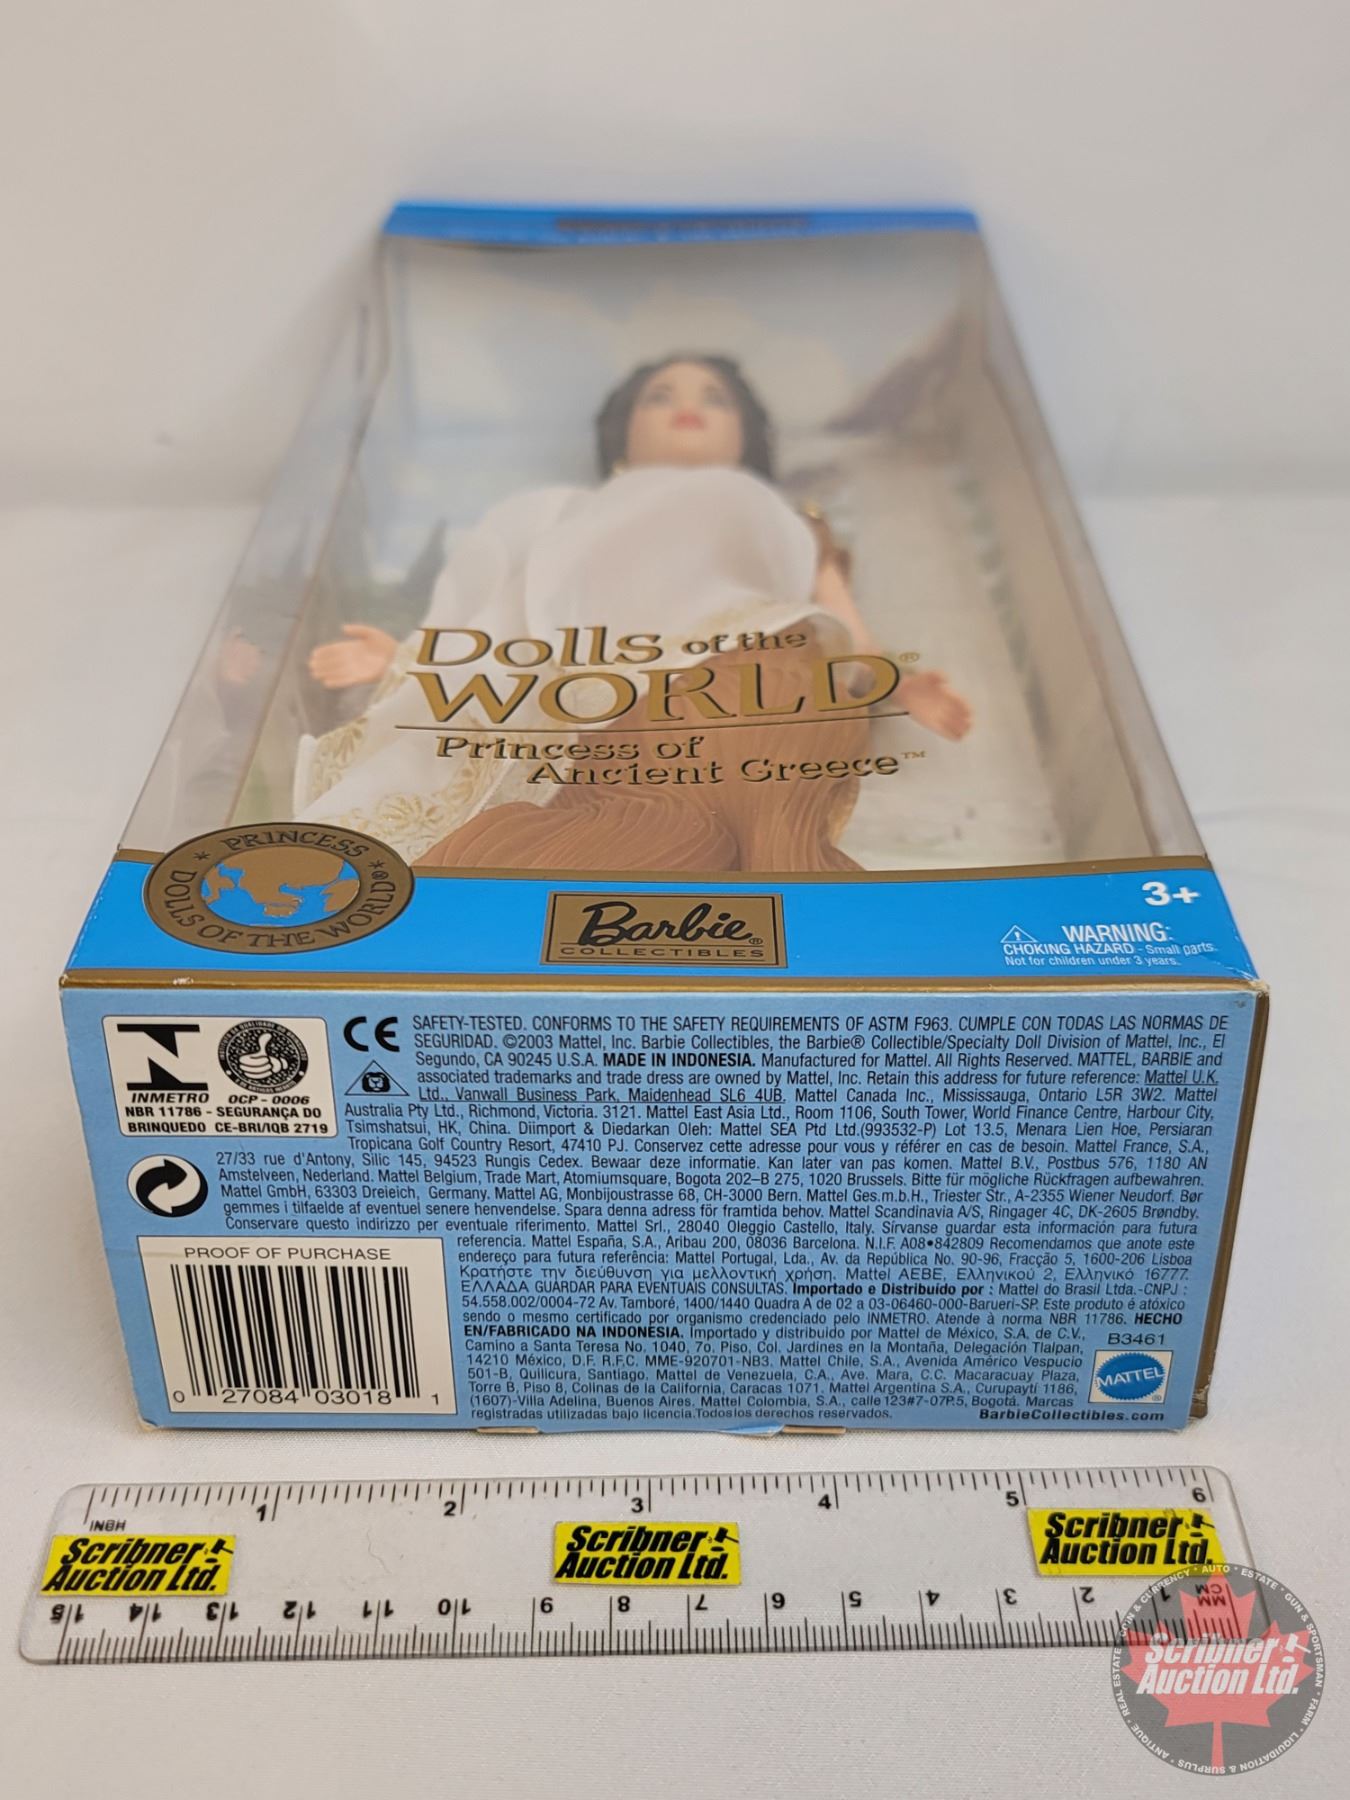 Dolls of the
WORLD®
Princess of
Ancient Greece™
PRINCESS
DOLLS OF THE WORLD®
Barbie®
COLLECTIBLES
3+
WARNING:
CHOKING HAZARD - Small parts.
Not for children under 3 years.
INMETRO OCP - 0006
NBR 11786 - SEGURANÇA DO
BRINQUEDO CE-BRI/IQB 2719
CE
SAFETY-TESTED. CONFORMS TO THE SAFETY REQUIREMENTS OF ASTM F963. CUMPLE CON TODAS LAS NORMAS DE
SEGURIDAD. ©2003 Mattel, Inc. Barbie Collectibles, the Barbie® Collectible/Specialty Doll Division of Mattel, Inc., El
Segundo, CA 90245 U.S.A. MADE IN INDONESIA. Manufactured for Mattel. All Rights Reserved. MATTEL, BARBIE and
associated trademarks and trade dress are owned by Mattel, Inc. Retain this address for future reference: Mattel U.K.
Ltd., Vanwall Business Park, Maidenhead SL6 4UB. Mattel Canada Inc., Mississauga, Ontario L5R 3W2. Mattel
Australia Pty Ltd., Richmond, Victoria. 3121. Mattel East Asia Ltd., Room 1106, South Tower, World Finance Centre, Harbour City,
Tsimshatsui, HK, China. Diimport & Diedarkan Oleh: Mattel SEA Ptd Ltd.(993532-P) Lot 13.5, Menara Lien Hoe, Persiaran
Tropicana Golf Country Resort, 47410 PJ. Conservez cette adresse pour vous y référer en cas de besoin. Mattel France, S.A.,
27/33 rue d'Antony, Silic 145, 94523 Rungis Cedex. Bewaar deze informatie. Kan later van pas komen. Mattel B.V., Postbus 576, 1180 AN
Amstelveen, Nederland. Mattel Belgium, Trade Mart, Atomiumsquare, Bogota 202–B 275, 1020 Brussels. Bitte für mögliche Rückfragen aufbewahren.
Mattel GmbH, 63303 Dreieich, Germany. Mattel AG, Monbijoustrasse 68, CH-3000 Bern. Mattel Ges.m.b.H., Triester Str., A-2355 Wiener Neudorf. Bør
gemmes i tilfælde af eventuel senere henvendelse. Spara denna adress för framtida behov. Mattel Scandinavia A/S, Ringager 4C, DK-2605 Brøndby.
Conservare questo indirizzo per eventuale riferimento. Mattel Srl., 28040 Oleggio Castello, Italy. Sírvanse guardar esta información para futura
referencia. Mattel España, S.A., Aribau 200, 08036 Barcelona. N.I.F. A08•842809 Recomendamos que anote este
endereço para futura referência: Mattel Portugal, Lda., Av. da República No. 90-96, Fracção 5, 1600-206 Lisboa
Κρατήστε την διεύθυνση για μελλοντική χρήση. Mattel ΑΕΒΕ, Ελληνικού 2, Ελληνικό 16777.
ΕΛΛΑΔΑ GUARDAR PARA EVENTUAIS CONSULTAS. Importado e Distribuído por : Mattel do Brasil Ltda.-CNPJ :
54.558.002/0004-72 Av. Tamboré, 1400/1440 Quadra A de 02 a 03-06460-000-Barueri-SP. Este produto é atóxico
sendo o mesmo certificado por organismo credenciado pelo INMETRO. Atende à norma NBR 11786. HECHO
EN/FABRICADO NA INDONESIA. Importado y distribuido por Mattel de México, S.A. de C.V.,
Camino a Santa Teresa No. 1040, 7o. Piso, Col. Jardines en la Montaña, Delegación Tlalpan,
14210 México, D.F. R.F.C. MME-920701-NB3. Mattel Chile, S.A., Avenida Américo Vespucio
501-B, Quilicura, Santiago. Mattel de Venezuela, C.A., Ave. Mara, C.C. Macaracuay Plaza,
Torre B, Piso 8, Colinas de la California, Caracas 1071. Mattel Argentina S.A., Curupaytí 1186,
(1607)-Villa Adelina, Buenos Aires. Mattel Colombia, S.A., calle 123#7-07P.5, Bogotá. Marcas
registradas utilizadas bajo licencia.Todos los derechos reservados.
B3461
MATTEL®
BarbieCollectibles.com
PROOF OF PURCHASE
0 27084 03018 1
1 2 3 4 5 6
INCH
Scribner
Auction Ltd.
Scribner
Auction Ltd.
Scribner
Auction Ltd.
15 14 13 12 11 10 9 8 7 6 5 4 3 2 1 MM
CM
Scribner
Auction Ltd.
COIN & CURRENCY · AUTO · ESTATE · GUN & SPORTSMAN · FARM · LIQUIDATION & SURPLUS · ANTIQUE · REAL ESTATE